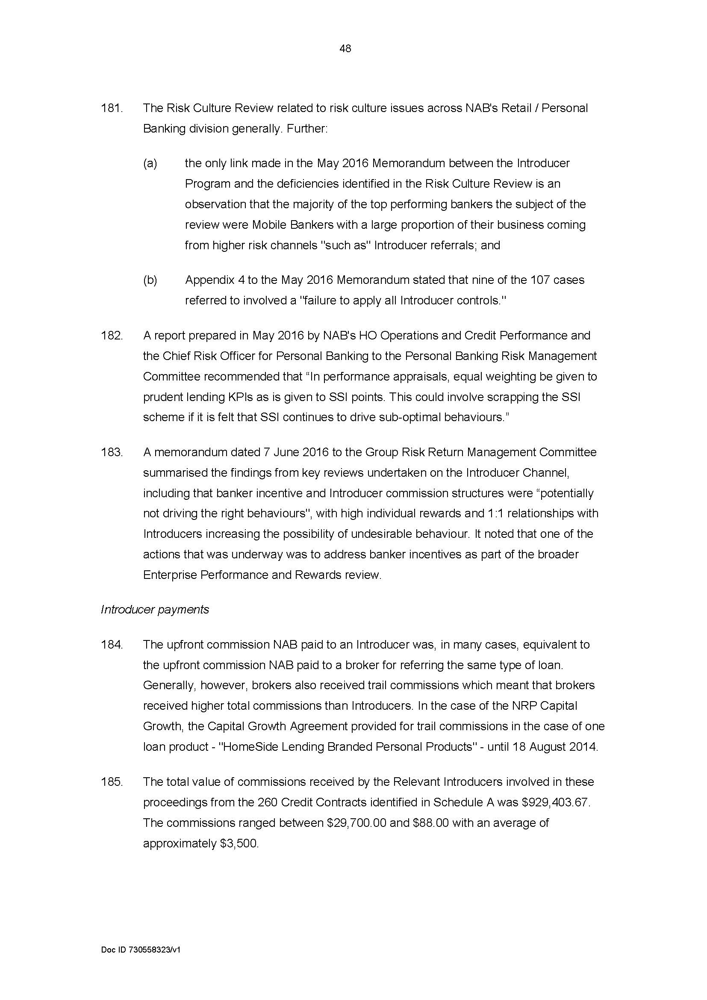 48
181. The Risk Culture Review related to risk culture issues across NAB's Retail / Personal
Banking division generally. Further:
(a) the only link made in the May 2016 Memorandum between the Introducer
Program and the deficiencies identified in the Risk Culture Review is an
observation that the majority of the top performing bankers the subject of the
review were Mobile Bankers with a large proportion of their business coming
from higher risk channels "such as" Introducer referrals; and
(b) Appendix 4 to the May 2016 Memorandum stated that nine of the 107 cases
referred to involved a "failure to apply all Introducer controls."
182. A report prepared in May 2016 by NAB's HO Operations and Credit Performance and
the Chief Risk Officer for Personal Banking to the Personal Banking Risk Management
Committee recommended that “In performance appraisals, equal weighting be given to
prudent lending KPIs as is given to SSI points. This could involve scrapping the SSI
scheme if it is felt that SSI continues to drive sub-optimal behaviours.”
183. A memorandum dated 7 June 2016 to the Group Risk Return Management Committee
summarised the findings from key reviews undertaken on the Introducer Channel,
including that banker incentive and Introducer commission structures were “potentially
not driving the right behaviours", with high individual rewards and 1:1 relationships with
Introducers increasing the possibility of undesirable behaviour. It noted that one of the
actions that was underway was to address banker incentives as part of the broader
Enterprise Performance and Rewards review.
Introducer payments
184. The upfront commission NAB paid to an Introducer was, in many cases, equivalent to
the upfront commission NAB paid to a broker for referring the same type of loan.
Generally, however, brokers also received trail commissions which meant that brokers
received higher total commissions than Introducers. In the case of the NRP Capital
Growth, the Capital Growth Agreement provided for trail commissions in the case of one
loan product - "HomeSide Lending Branded Personal Products" - until 18 August 2014.
185. The total value of commissions received by the Relevant Introducers involved in these
proceedings from the 260 Credit Contracts identified in Schedule A was $929,403.67.
The commissions ranged between $29,700.00 and $88.00 with an average of
approximately $3,500.
Doc ID 730558323/v1